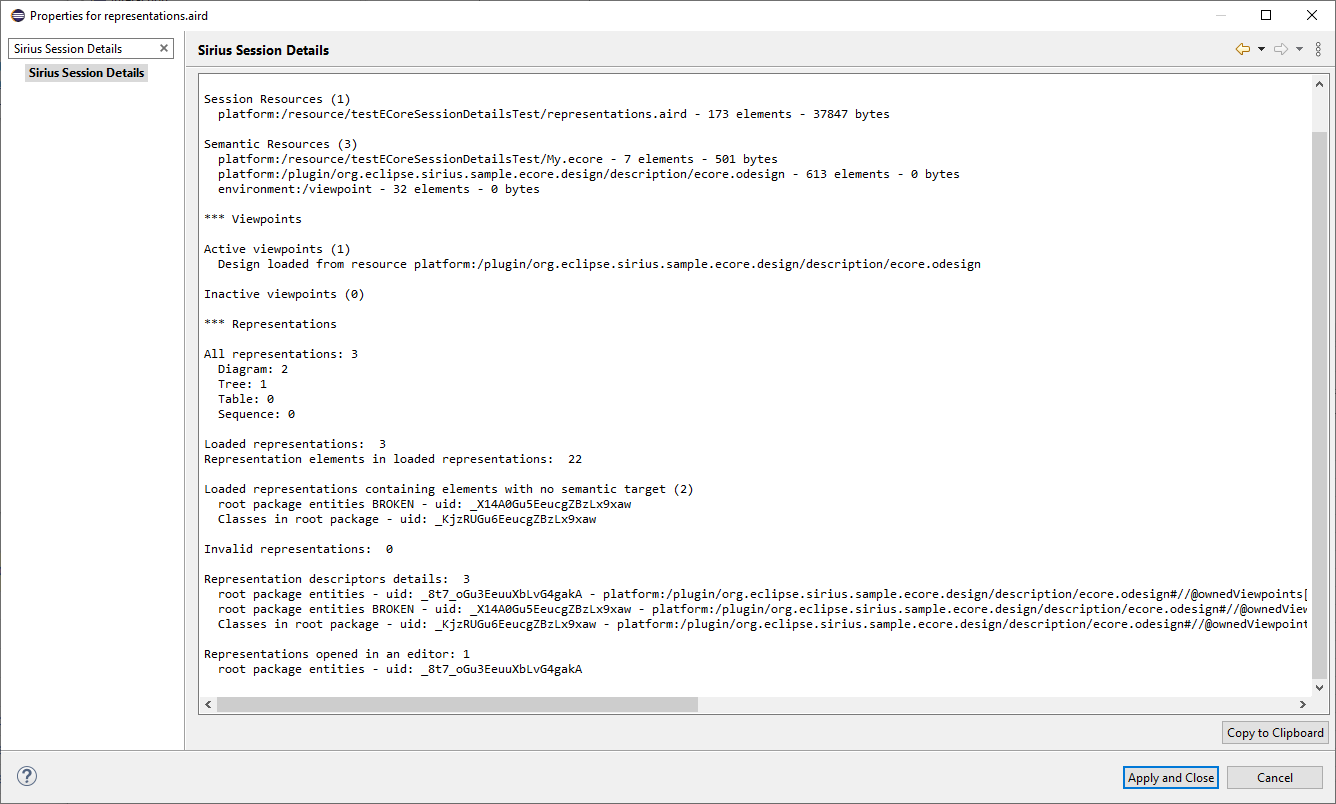 Properties for representations.aird
Sirius Session Details
Sirius Session Details
Sirius Session Details
Session Resources (1)
platform:/resource/testECoreSessionDetailsTest/representations.aird - 173 elements - 37847 bytes
Semantic Resources (3)
platform:/resource/testECoreSessionDetailsTest/My.ecore - 7 elements - 501 bytes
platform:/plugin/org.eclipse.sirius.sample.ecore.design/description/ecore.odesign - 613 elements - 0 bytes
environment:/viewpoint - 32 elements - 0 bytes
*** Viewpoints
Active viewpoints (1)
Design loaded from resource platform:/plugin/org.eclipse.sirius.sample.ecore.design/description/ecore.odesign
Inactive viewpoints (0)
*** Representations
All representations: 3
Diagram: 2
Tree: 1
Table: 0
Sequence: 0
Loaded representations:  3
Representation elements in loaded representations:  22
Loaded representations containing elements with no semantic target (2)
root package entities BROKEN - uid: _X14A0Gu5EeucgZBzLx9xaw
Classes in root package - uid: _KjzRUGu6EeucgZBzLx9xaw
Invalid representations:  0
Representation descriptors details:  3
root package entities - uid: _8t7_oGu3EeuuXbLvG4gakA - platform:/plugin/org.eclipse.sirius.sample.ecore.design/description/ecore.odesign#//@ownedViewpoints[
root package entities BROKEN - uid: _X14A0Gu5EeucgZBzLx9xaw - platform:/plugin/org.eclipse.sirius.sample.ecore.design/description/ecore.odesign#//@ownedView
Classes in root package - uid: _KjzRUGu6EeucgZBzLx9xaw - platform:/plugin/org.eclipse.sirius.sample.ecore.design/description/ecore.odesign#//@ownedViewpoint
Representations opened in an editor: 1
root package entities - uid: _8t7_oGu3EeuuXbLvG4gakA
Copy to Clipboard
Apply and Close
Cancel